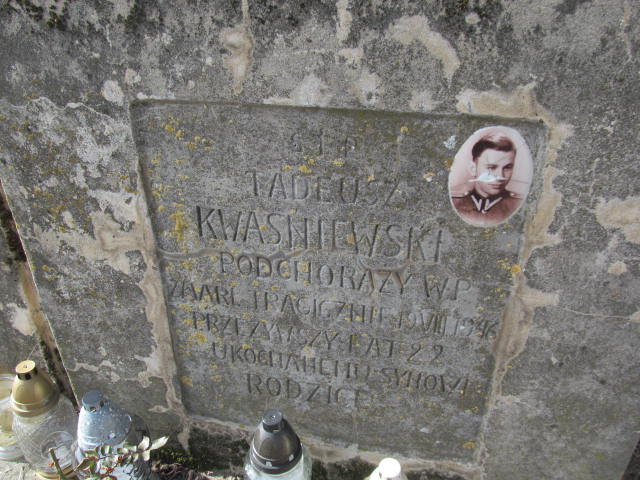 Ś † P
TADEUSZ
KWAŚNIEWSKI
PODCHORĄŻY W.P.
ZMARŁ TRAGICZNIE 19 VIII 1946
PRZEŻYWSZY LAT 22
UKOCHANEMU SYNOWI
RODZICE